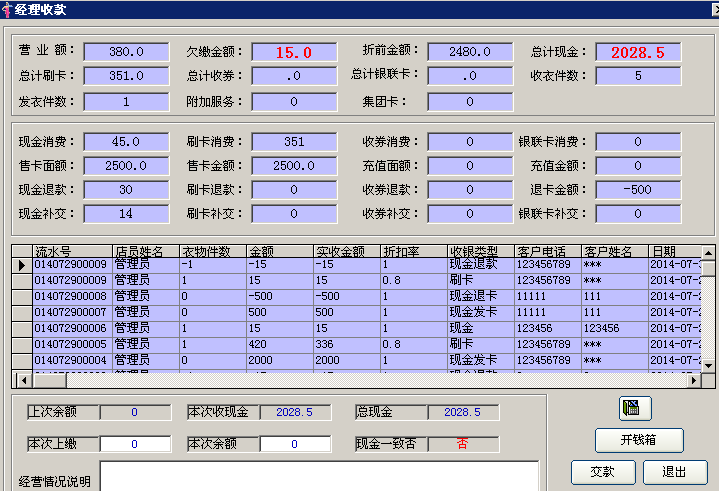 经理收款
营 业 额： 380.0 欠缴金额： 15.0 折前金额： 2480.0 总计现金： 2028.5
总计刷卡： 351.0 总计收券： .0 总计银联卡： .0 收衣件数： 5
发衣件数： 1 附加服务： 0 集团卡： 0
现金消费： 45.0 刷卡消费： 351 收券消费： 0 银联卡消费： 0
售卡面额： 2500.0 售卡金额： 2500.0 充值面额： 0 充值金额： 0
现金退款： 30 刷卡退款： 0 收券退款： 0 退卡金额： -500
现金补交： 14 刷卡补交： 0 收券补交： 0 银联卡补交： 0
流水号 店员姓名 衣物件数 金额 实收金额 折扣率 收银类型 客户电话 客户姓名 日期
014072900009 管理员 -1 -15 -15 1 现金退款 123456789 *** 2014-07-
014072900009 管理员 1 15 15 0.8 刷卡 123456789 *** 2014-07-2
014072900008 管理员 0 -500 -500 1 现金退卡 11111 111 2014-07-2
014072900007 管理员 0 500 500 1 现金发卡 11111 111 2014-07-2
014072900006 管理员 1 15 15 1 现金 123456 123456 2014-07-2
014072900005 管理员 1 420 336 0.8 刷卡 123456789 *** 2014-07-2
014072900004 管理员 0 2000 2000 1 现金发卡 123456789 *** 2014-07-2
上次余额 0 本次收现金 2028.5 总现金 2028.5
本次上缴 0 本次余额 0 现金一致否 否
开钱箱
经营情况说明
交款 退出